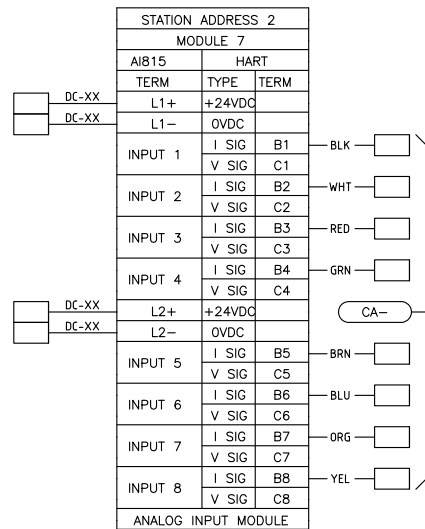 STATION ADDRESS 2
MODULE 7
AI815 HART
TERM TYPE TERM
DC-XX L1+ +24VDC
DC-XX L1- 0VDC
INPUT 1 I SIG B1 BLK
V SIG C1
INPUT 2 I SIG B2 WHT
V SIG C2
INPUT 3 I SIG B3 RED
V SIG C3
INPUT 4 I SIG B4 GRN
V SIG C4
DC-XX L2+ +24VDC CA-
DC-XX L2- 0VDC
INPUT 5 I SIG B5 BRN
V SIG C5
INPUT 6 I SIG B6 BLU
V SIG C6
INPUT 7 I SIG B7 ORG
V SIG C7
INPUT 8 I SIG B8 YEL
V SIG C8
ANALOG INPUT MODULE